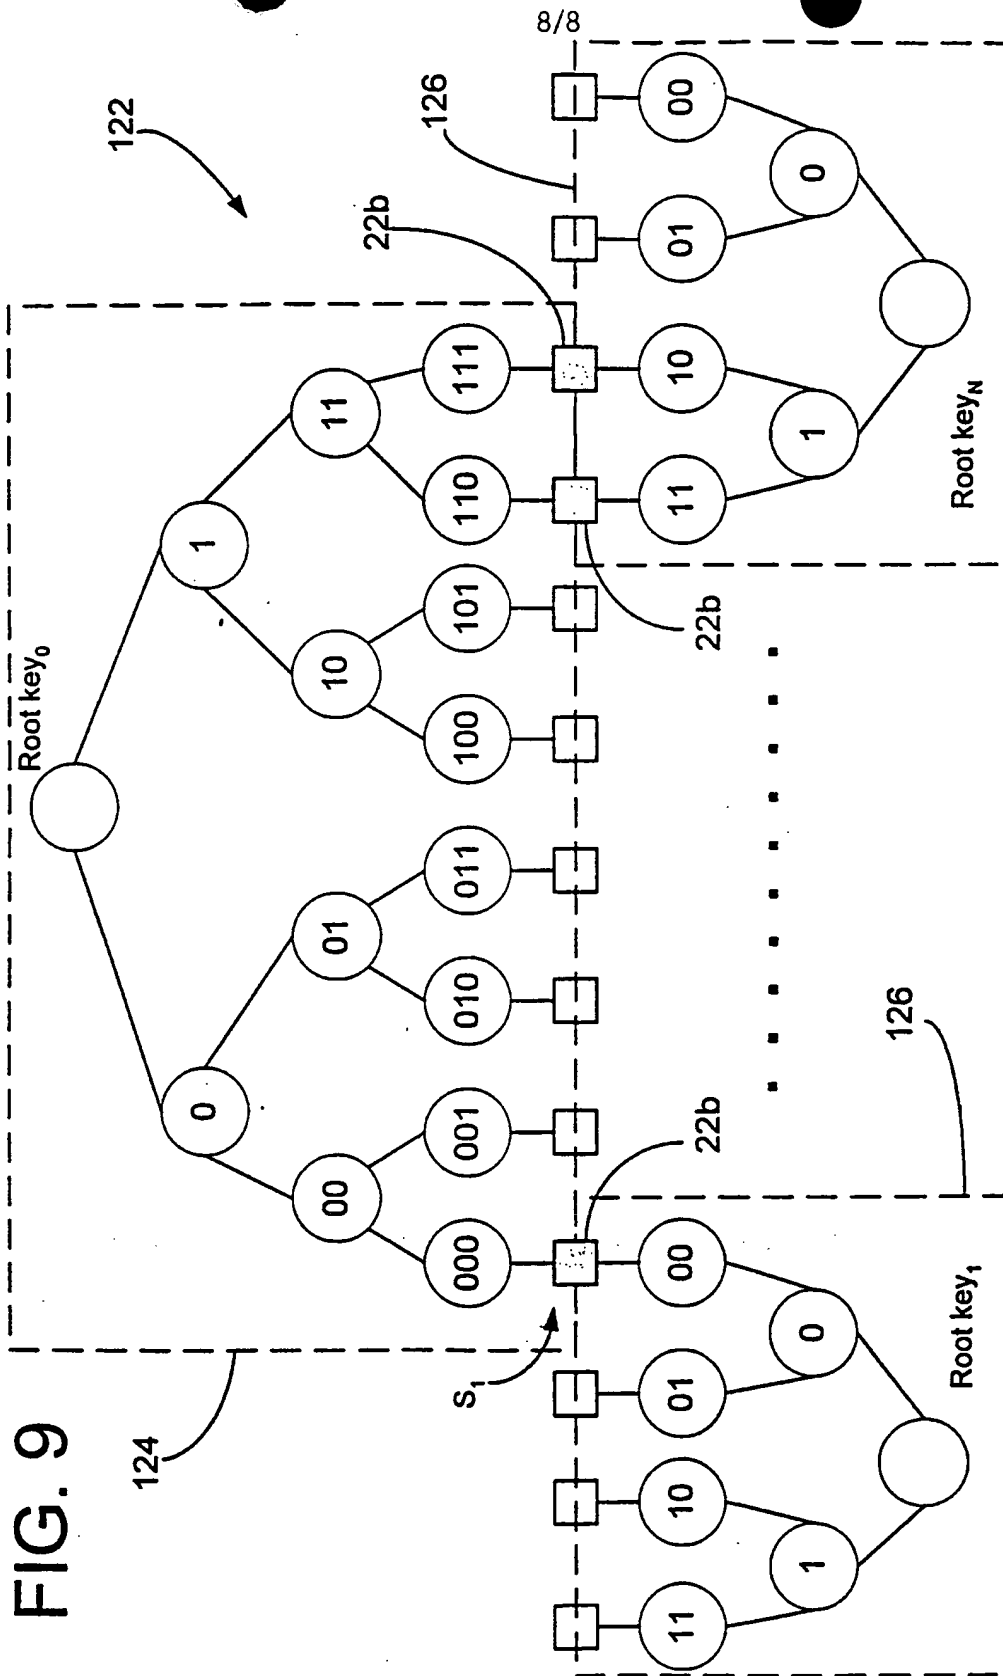 8/8
FIG. 9
122
124
Root key₀
0 1
00 01 10 11
000 001 010 011 100 101 110 111
S₁
22b
22b
22b
126
126
11 10 01 00
1 0
Root key₁
11 10 01 00
1 0
Root keyN